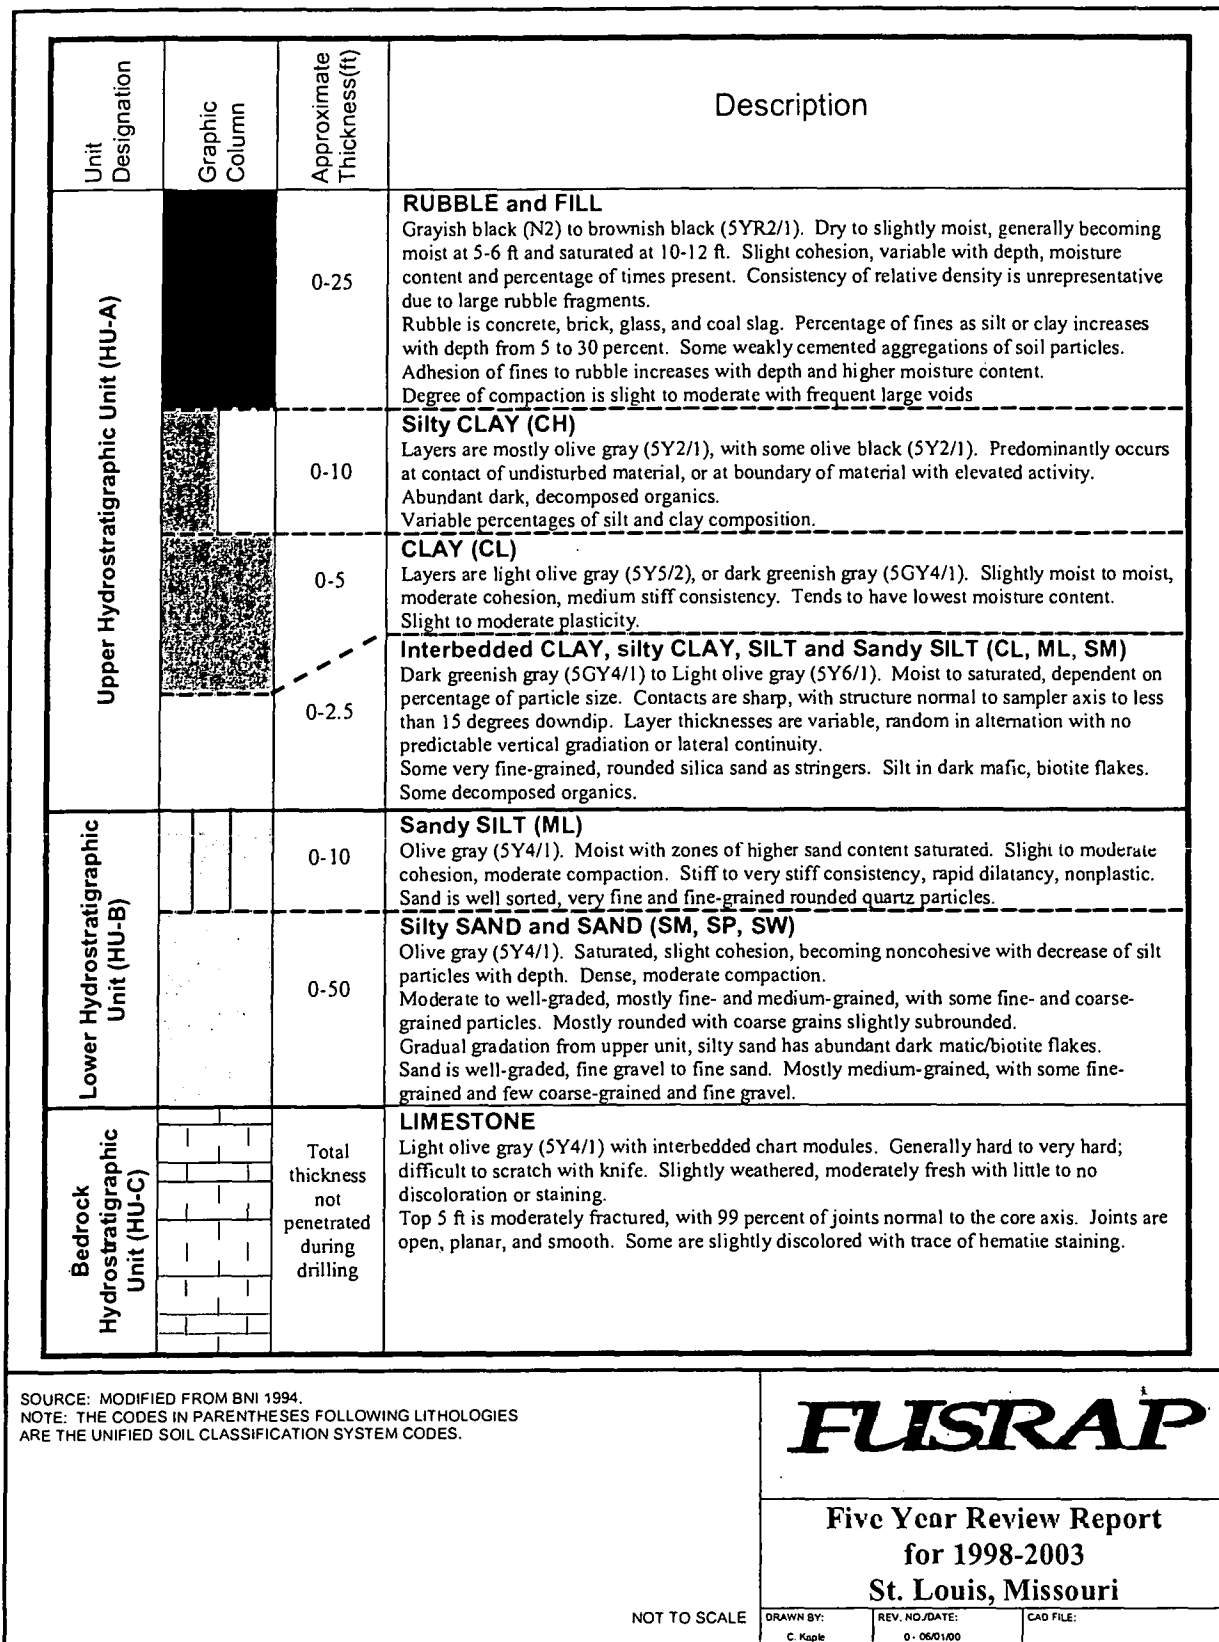 Unit
Designation
Graphic
Column
Approximate
Thickness(ft)
Description
Upper Hydrostratigraphic Unit (HU-A)
0-25
RUBBLE and FILL
Grayish black (N2) to brownish black (5YR2/1). Dry to slightly moist, generally becoming
moist at 5-6 ft and saturated at 10-12 ft. Slight cohesion, variable with depth, moisture
content and percentage of times present. Consistency of relative density is unrepresentative
due to large rubble fragments.
Rubble is concrete, brick, glass, and coal slag. Percentage of fines as silt or clay increases
with depth from 5 to 30 percent. Some weakly cemented aggregations of soil particles.
Adhesion of fines to rubble increases with depth and higher moisture content.
Degree of compaction is slight to moderate with frequent large voids
0-10
Silty CLAY (CH)
Layers are mostly olive gray (5Y2/1), with some olive black (5Y2/1). Predominantly occurs
at contact of undisturbed material, or at boundary of material with elevated activity.
Abundant dark, decomposed organics.
Variable percentages of silt and clay composition.
0-5
CLAY (CL)
Layers are light olive gray (5Y5/2), or dark greenish gray (5GY4/1). Slightly moist to moist,
moderate cohesion, medium stiff consistency. Tends to have lowest moisture content.
Slight to moderate plasticity.
0-2.5
Interbedded CLAY, silty CLAY, SILT and Sandy SILT (CL, ML, SM)
Dark greenish gray (5GY4/1) to Light olive gray (5Y6/1). Moist to saturated, dependent on
percentage of particle size. Contacts are sharp, with structure normal to sampler axis to less
than 15 degrees downdip. Layer thicknesses are variable, random in alternation with no
predictable vertical gradiation or lateral continuity.
Some very fine-grained, rounded silica sand as stringers. Silt in dark mafic, biotite flakes.
Some decomposed organics.
Lower Hydrostratigraphic
Unit (HU-B)
0-10
Sandy SILT (ML)
Olive gray (5Y4/1). Moist with zones of higher sand content saturated. Slight to moderate
cohesion, moderate compaction. Stiff to very stiff consistency, rapid dilatancy, nonplastic.
Sand is well sorted, very fine and fine-grained rounded quartz particles.
0-50
Silty SAND and SAND (SM, SP, SW)
Olive gray (5Y4/1). Saturated, slight cohesion, becoming noncohesive with decrease of silt
particles with depth. Dense, moderate compaction.
Moderate to well-graded, mostly fine- and medium-grained, with some fine- and coarse-
grained particles. Mostly rounded with coarse grains slightly subrounded.
Gradual gradation from upper unit, silty sand has abundant dark matic/biotite flakes.
Sand is well-graded, fine gravel to fine sand. Mostly medium-grained, with some fine-
grained and few coarse-grained and fine gravel.
Bedrock
Hydrostratigraphic
Unit (HU-C)
Total
thickness
not
penetrated
during
drilling
LIMESTONE
Light olive gray (5Y4/1) with interbedded chart modules. Generally hard to very hard;
difficult to scratch with knife. Slightly weathered, moderately fresh with little to no
discoloration or staining.
Top 5 ft is moderately fractured, with 99 percent of joints normal to the core axis. Joints are
open, planar, and smooth. Some are slightly discolored with trace of hematite staining.
SOURCE: MODIFIED FROM BNI 1994.
NOTE: THE CODES IN PARENTHESES FOLLOWING LITHOLOGIES
ARE THE UNIFIED SOIL CLASSIFICATION SYSTEM CODES.
FUSRAP
Five Year Review Report
for 1998-2003
St. Louis, Missouri
NOT TO SCALE
DRAWN BY:
C. Kaple
REV. NO./DATE:
0 - 06/01/00
CAD FILE: